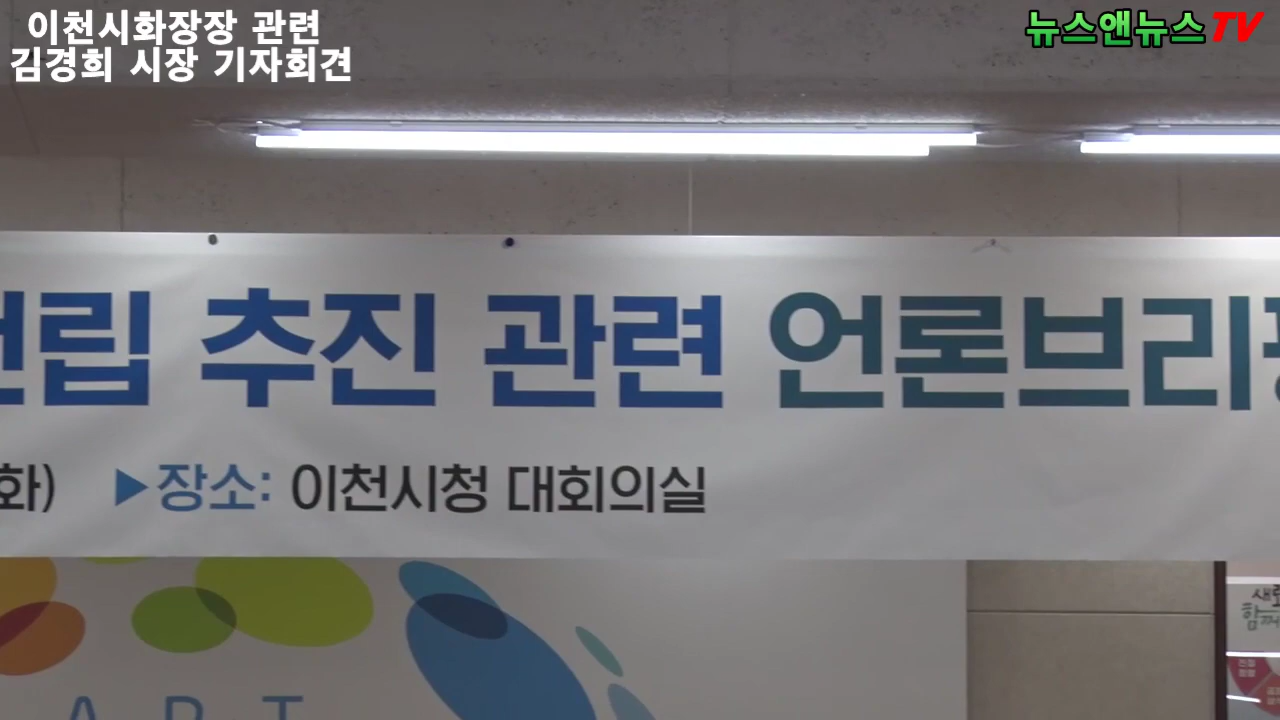 이천시화장장 관련
김경희 시장 기자회견
뉴스앤뉴스TV
건립 추진 관련 언론브리핑
화) ▶장소: 이천시청 대회의실
ART